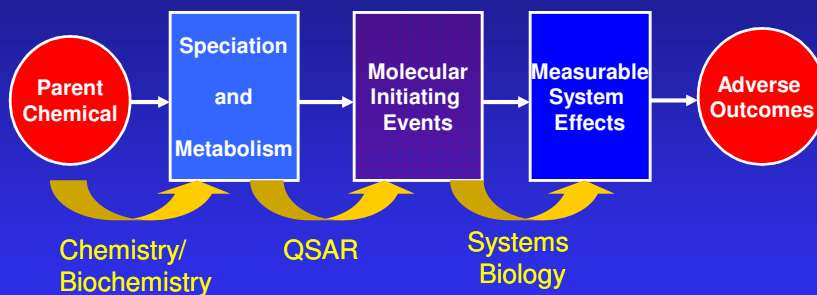 Parent
Chemical
Speciation
and
Metabolism
Molecular
Initiating
Events
Measurable
System
Effects
Adverse
Outcomes
Chemistry/
Biochemistry
QSAR
Systems
Biology